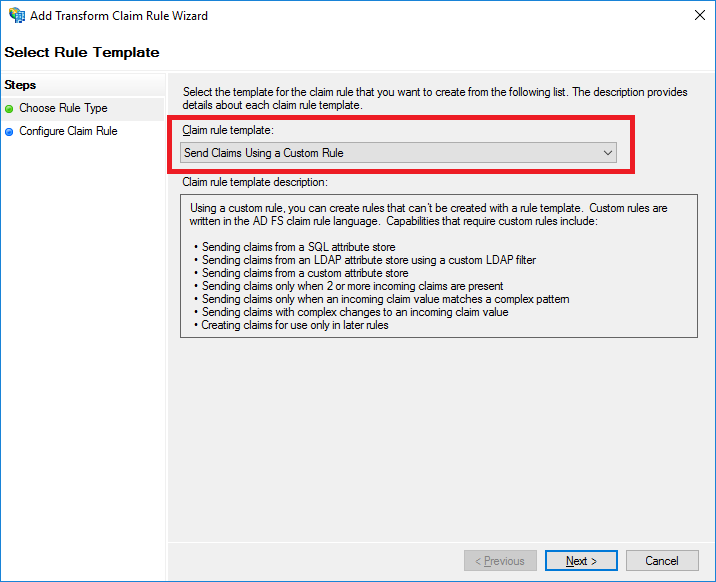 Add Transform Claim Rule Wizard
Select Rule Template
Steps
Choose Rule Type
Configure Claim Rule
Select the template for the claim rule that you want to create from the following list. The description provides
details about each claim rule template.
Claim rule template:
Send Claims Using a Custom Rule
Claim rule template description:
Using a custom rule, you can create rules that can't be created with a rule template.  Custom rules are
written in the AD FS claim rule language.  Capabilities that require custom rules include:
• Sending claims from a SQL attribute store
• Sending claims from an LDAP attribute store using a custom LDAP filter
• Sending claims from a custom attribute store
• Sending claims only when 2 or more incoming claims are present
• Sending claims only when an incoming claim value matches a complex pattern
• Sending claims with complex changes to an incoming claim value
• Creating claims for use only in later rules
< Previous
Next >
Cancel